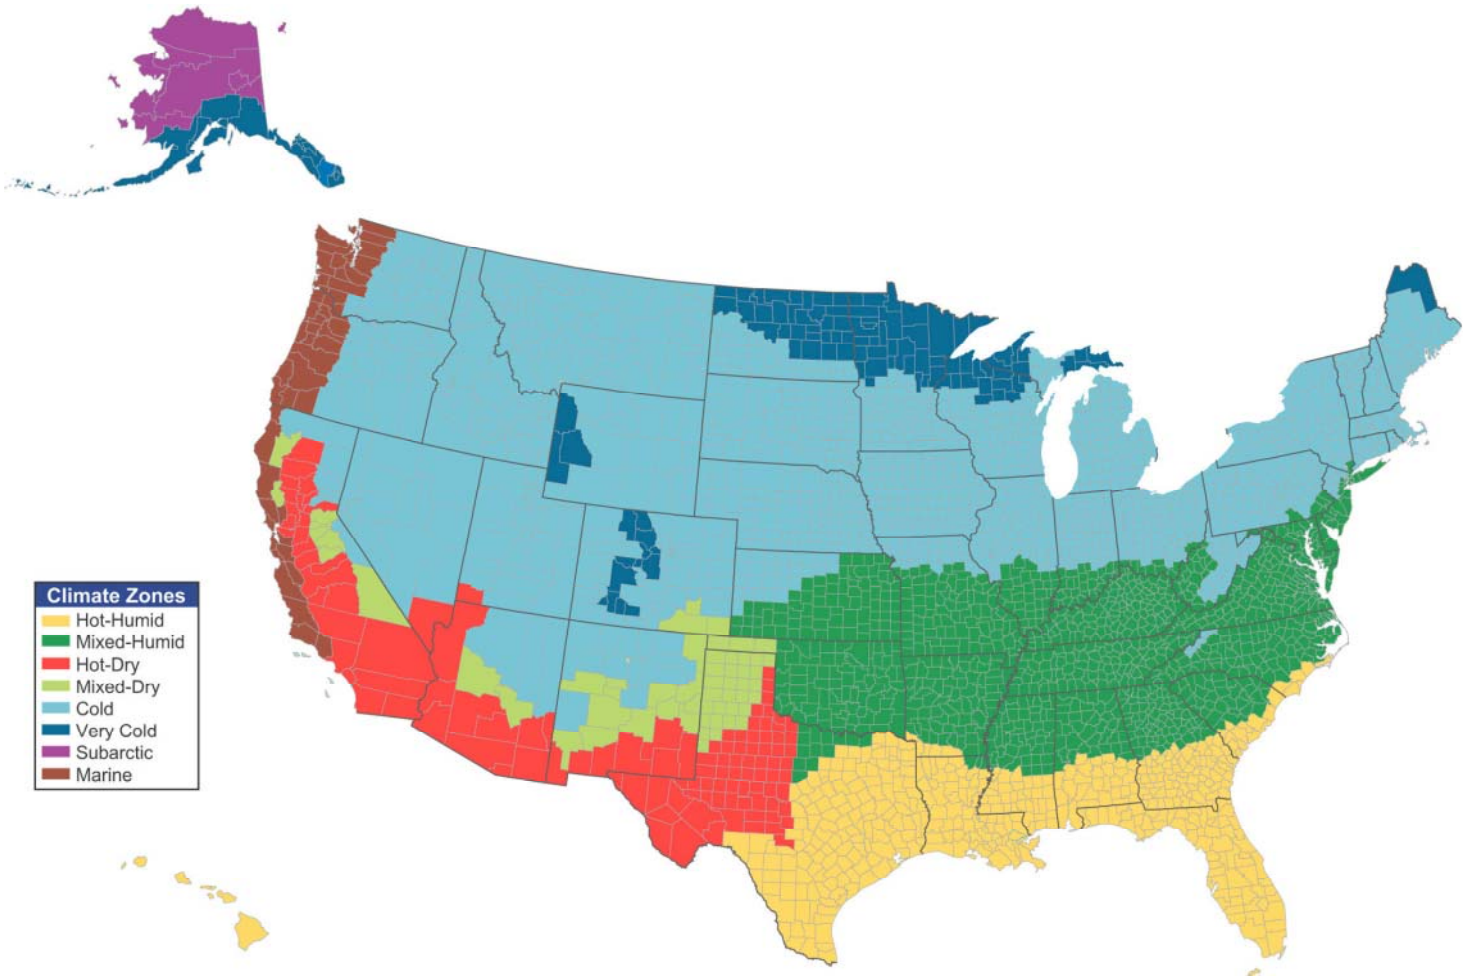 Climate Zones
Hot-Humid
Mixed-Humid
Hot-Dry
Mixed-Dry
Cold
Very Cold
Subarctic
Marine